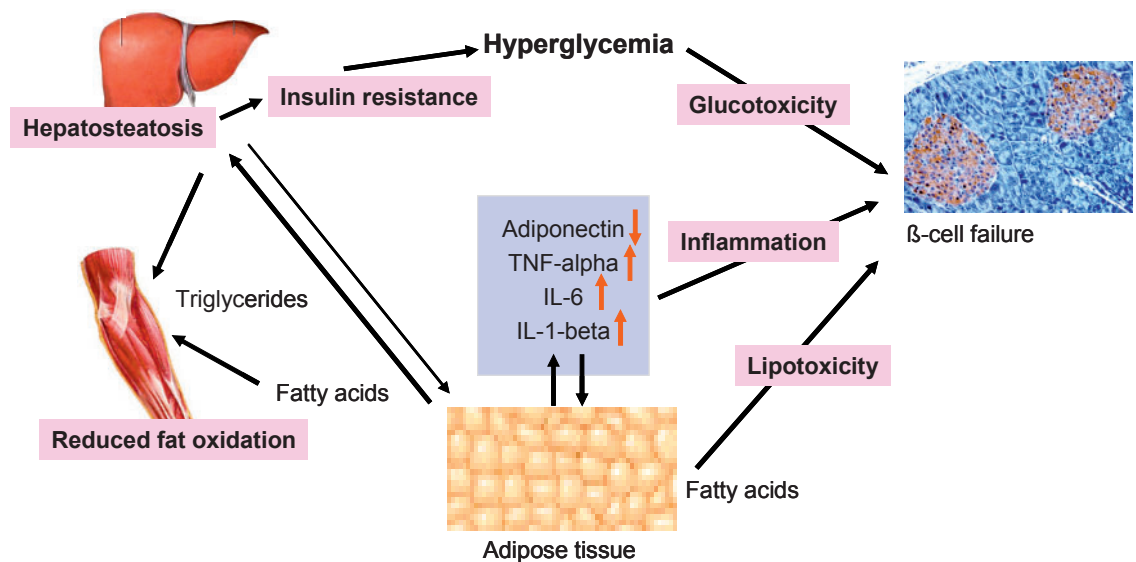 Hyperglycemia
Insulin resistance
Glucotoxicity
Hepatosteatosis
Adiponectin
TNF-alpha
IL-6
IL-1-beta
Inflammation
ß-cell failure
Triglycerides
Lipotoxicity
Fatty acids
Reduced fat oxidation
Fatty acids
Adipose tissue